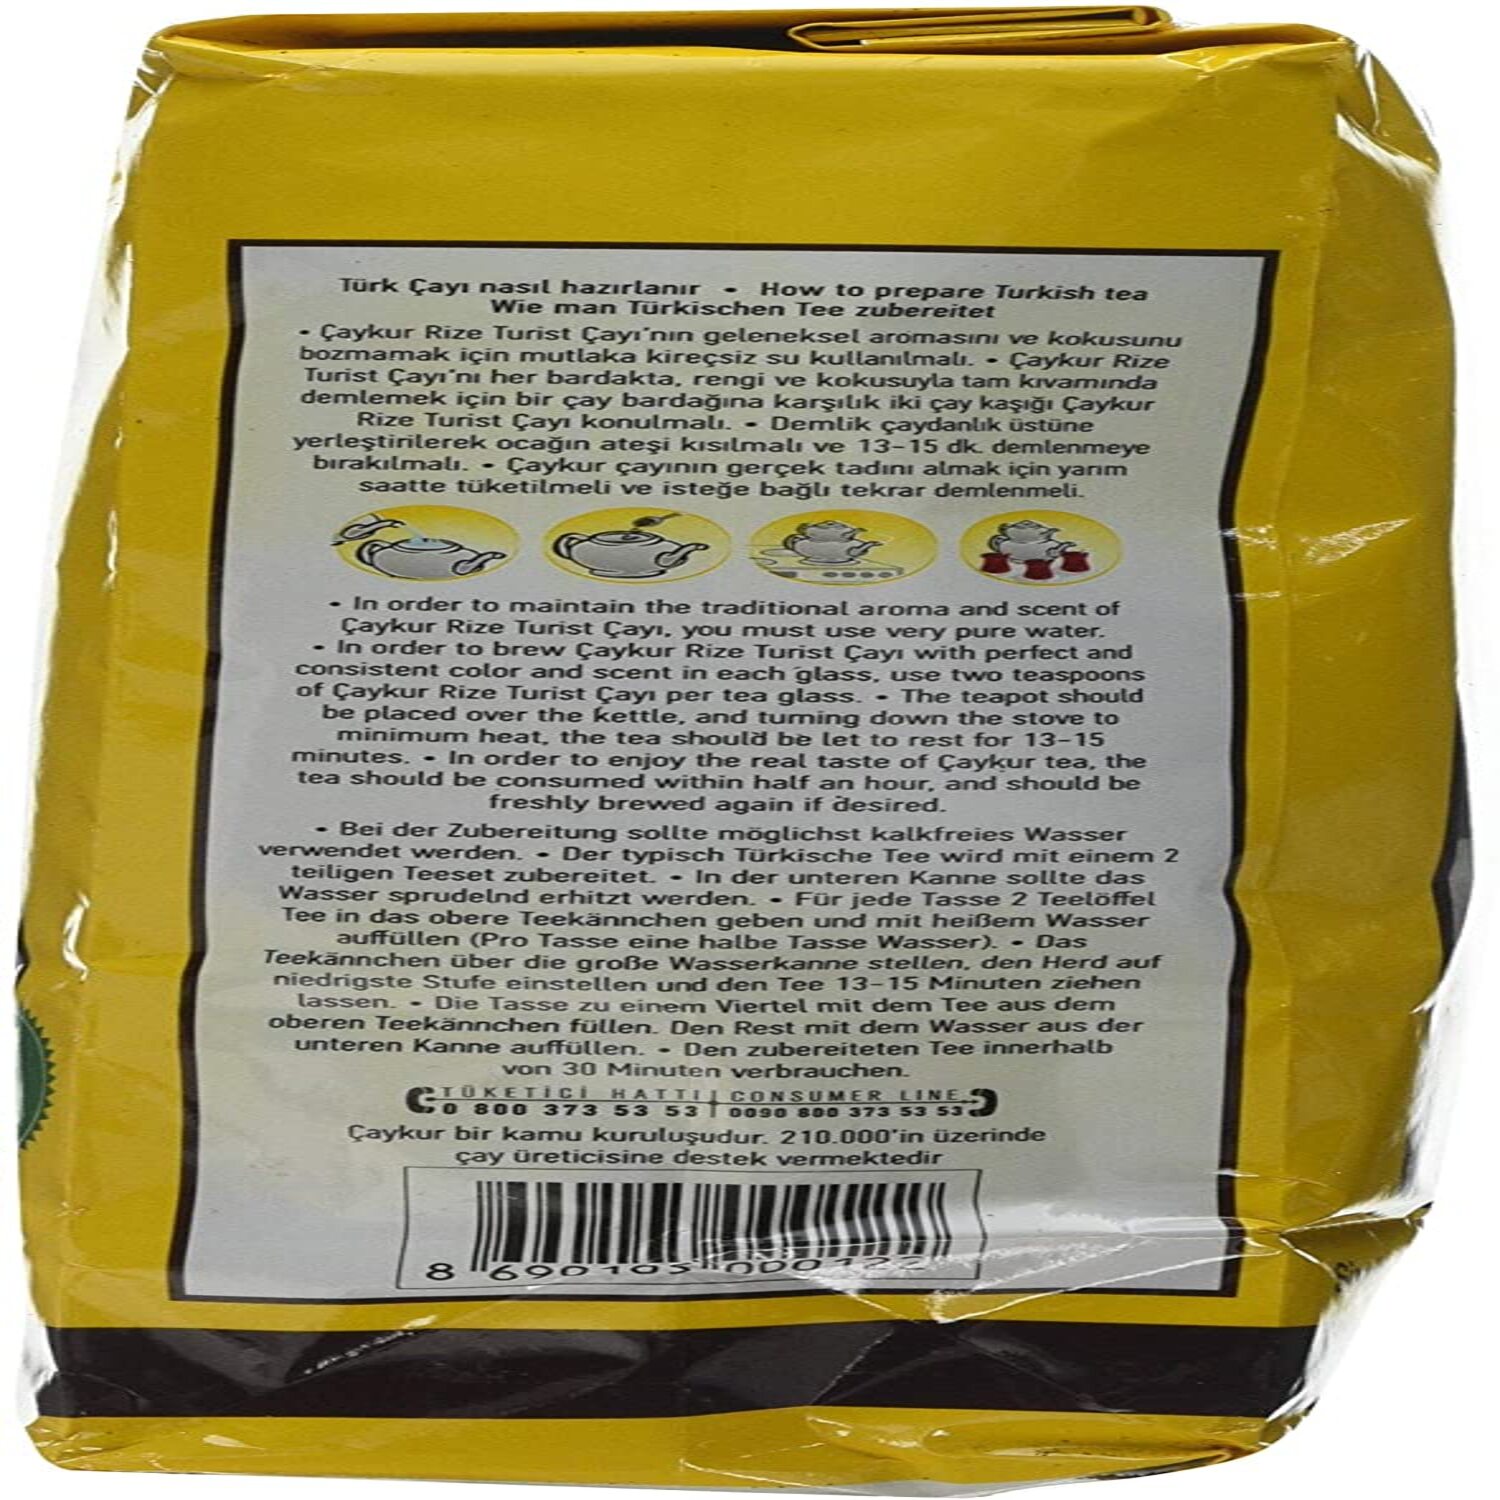 Türk Çayı nasıl hazırlanır • How to prepare Turkish tea
Wie man Türkischen Tee zubereitet
• Çaykur Rize Turist Çayı'nın geleneksel aromasını ve kokusunu
bozmamak için mutlaka kireçsiz su kullanılmalı. • Çaykur Rize
Turist Çayı'nı her bardakta, rengi ve kokusuyla tam kıvamında
demlemek için bir çay bardağına karşılık iki çay kaşığı Çaykur
Rize Turist Çayı konulmalı. • Demlik çaydanlık üstüne
yerleştirilerek ocağın ateşi kısılmalı ve 13-15 dk. demlenmeye
bırakılmalı. • Çaykur çayının gerçek tadını almak için yarım
saatte tüketilmeli ve isteğe bağlı tekrar demlenmeli.
• In order to maintain the traditional aroma and scent of
Çaykur Rize Turist Çayı, you must use very pure water.
• In order to brew Çaykur Rize Turist Çayı with perfect and
consistent color and scent in each glass, use two teaspoons
of Çaykur Rize Turist Çayı per tea glass. • The teapot should
be placed over the kettle, and turning down the stove to
minimum heat, the tea should be let to rest for 13-15
minutes. • In order to enjoy the real taste of Çaykur tea, the
tea should be consumed within half an hour, and should be
freshly brewed again if desired.
• Bei der Zubereitung sollte möglichst kalkfreies Wasser
verwendet werden. • Der typisch Türkische Tee wird mit einem 2
teiligen Teeset zubereitet. • In der unteren Kanne sollte das
Wasser sprudelnd erhitzt werden. • Für jede Tasse 2 Teelöffel
Tee in das obere Teekännchen geben und mit heißem Wasser
auffüllen (Pro Tasse eine halbe Tasse Wasser). • Das
Teekännchen über die große Wasserkanne stellen, den Herd auf
niedrigste Stufe einstellen und den Tee 13-15 Minuten ziehen
lassen. • Die Tasse zu einem Viertel mit dem Tee aus dem
oberen Teekännchen füllen. Den Rest mit dem Wasser aus der
unteren Kanne auffüllen. • Den zubereiteten Tee innerhalb
von 30 Minuten verbrauchen.
TÜKETİCİ HATTI CONSUMER LINE
0 800 373 53 53 0090 800 373 53 53
Çaykur bir kamu kuruluşudur. 210.000'in üzerinde
çay üreticisine destek vermektedir
8 690105 000122